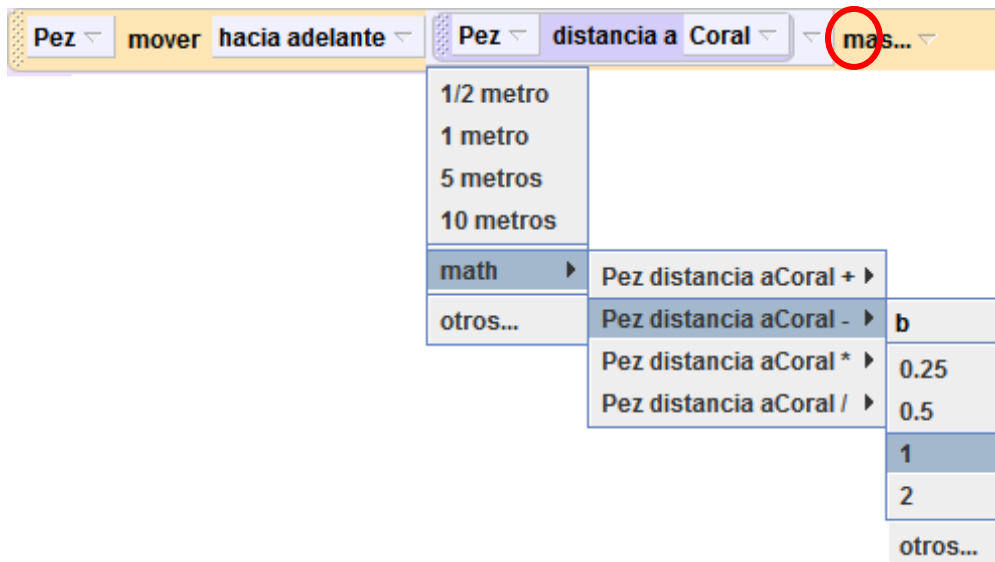 Pez mover hacia adelante Pez distancia a Coral mas...
1/2 metro
1 metro
5 metros
10 metros
math
otros...
Pez distancia aCoral +
Pez distancia aCoral -
Pez distancia aCoral *
Pez distancia aCoral /
b
0.25
0.5
1
2
otros...